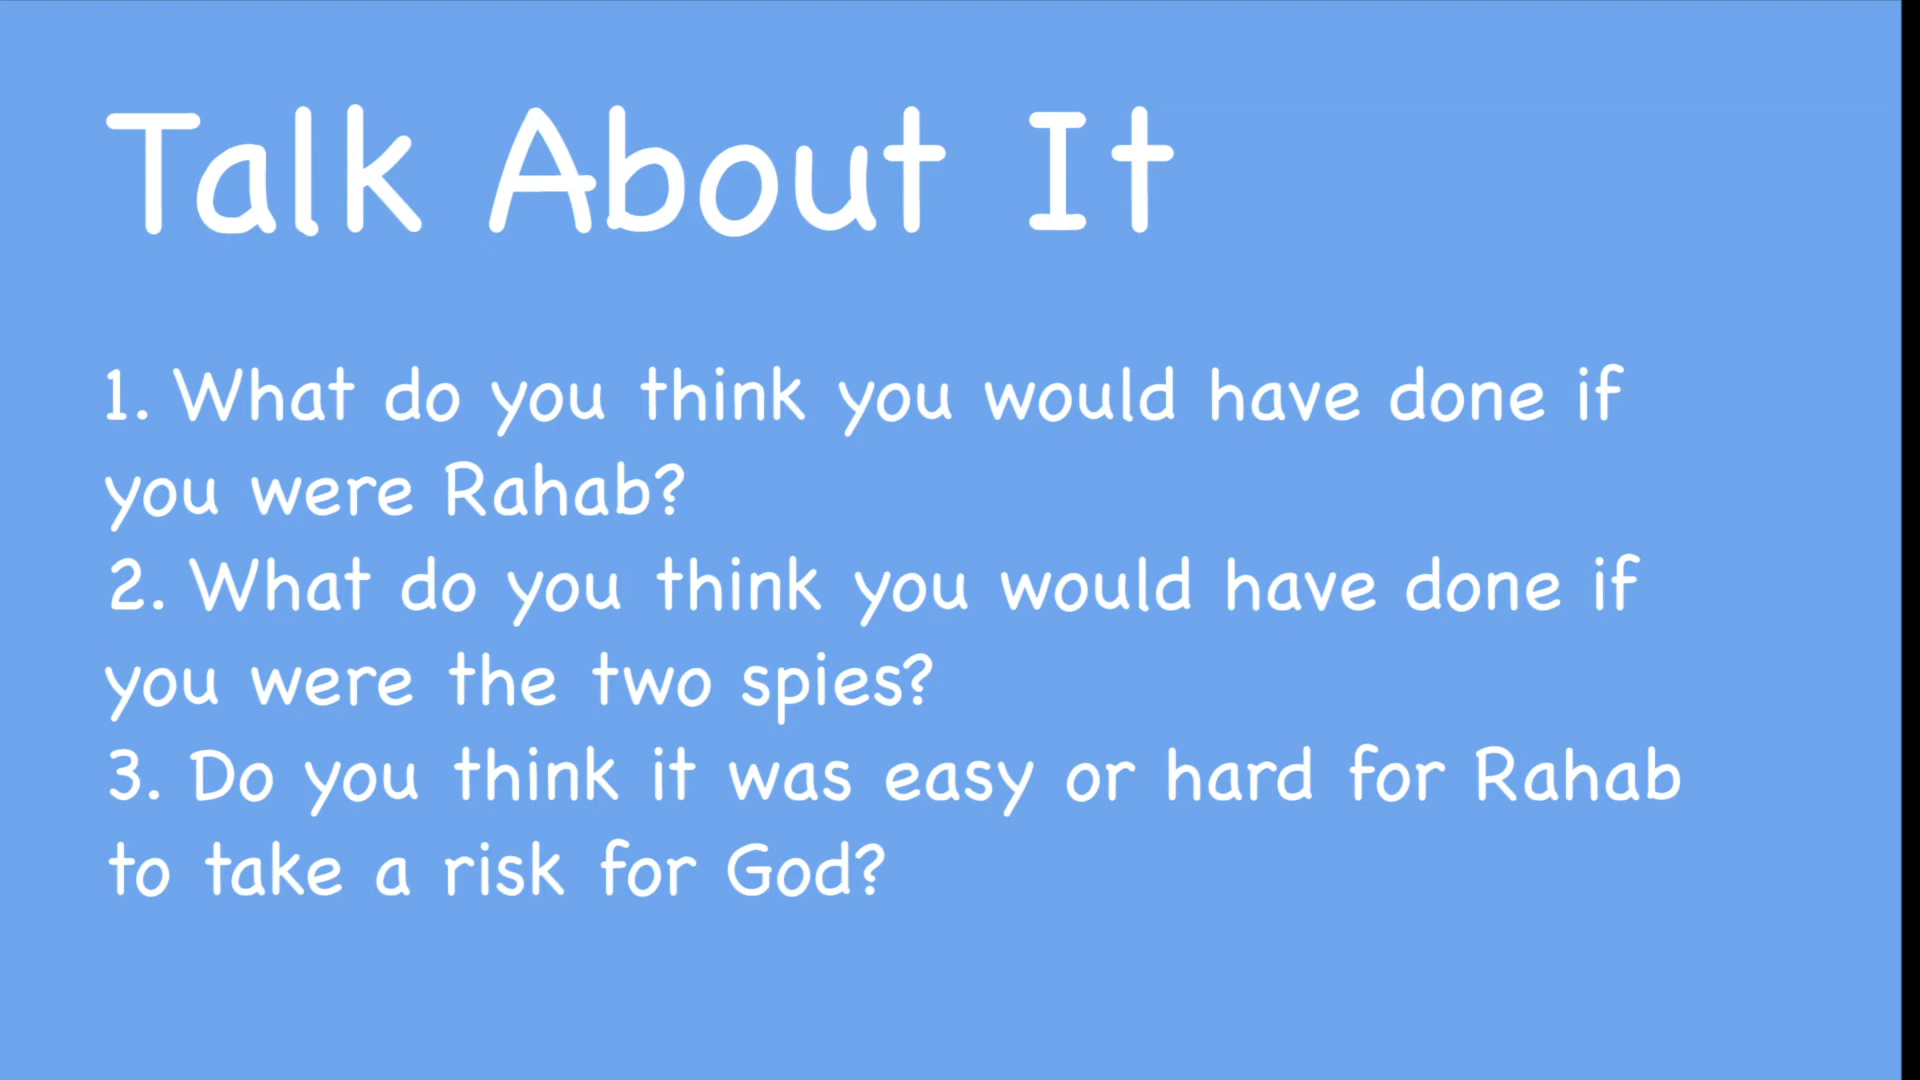 Talk About It
1. What do you think you would have done if
you were Rahab?
2. What do you think you would have done if
you were the two spies?
3. Do you think it was easy or hard for Rahab
to take a risk for God?